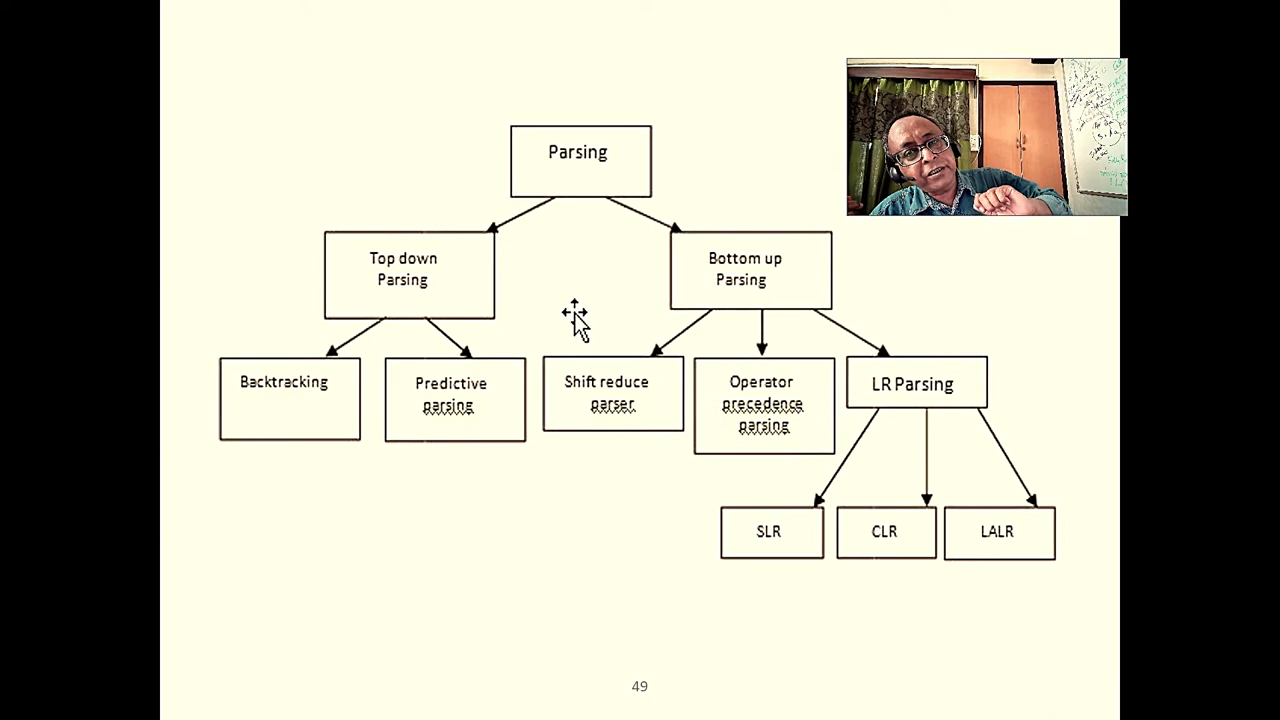 Parsing
Top down
Parsing
Bottom up
Parsing
Backtracking
Predictive
parsing
Shift reduce
parser
Operator
precedence
parsing
LR Parsing
SLR
CLR
LALR
49